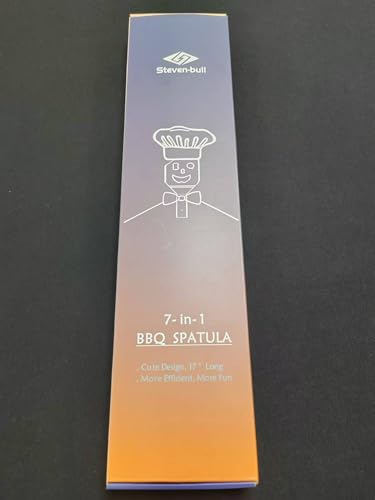 Steven-bull
7-in-1
BBQ SPATULA
. Cute Design, 17" Long
. More Efficient, More Fun